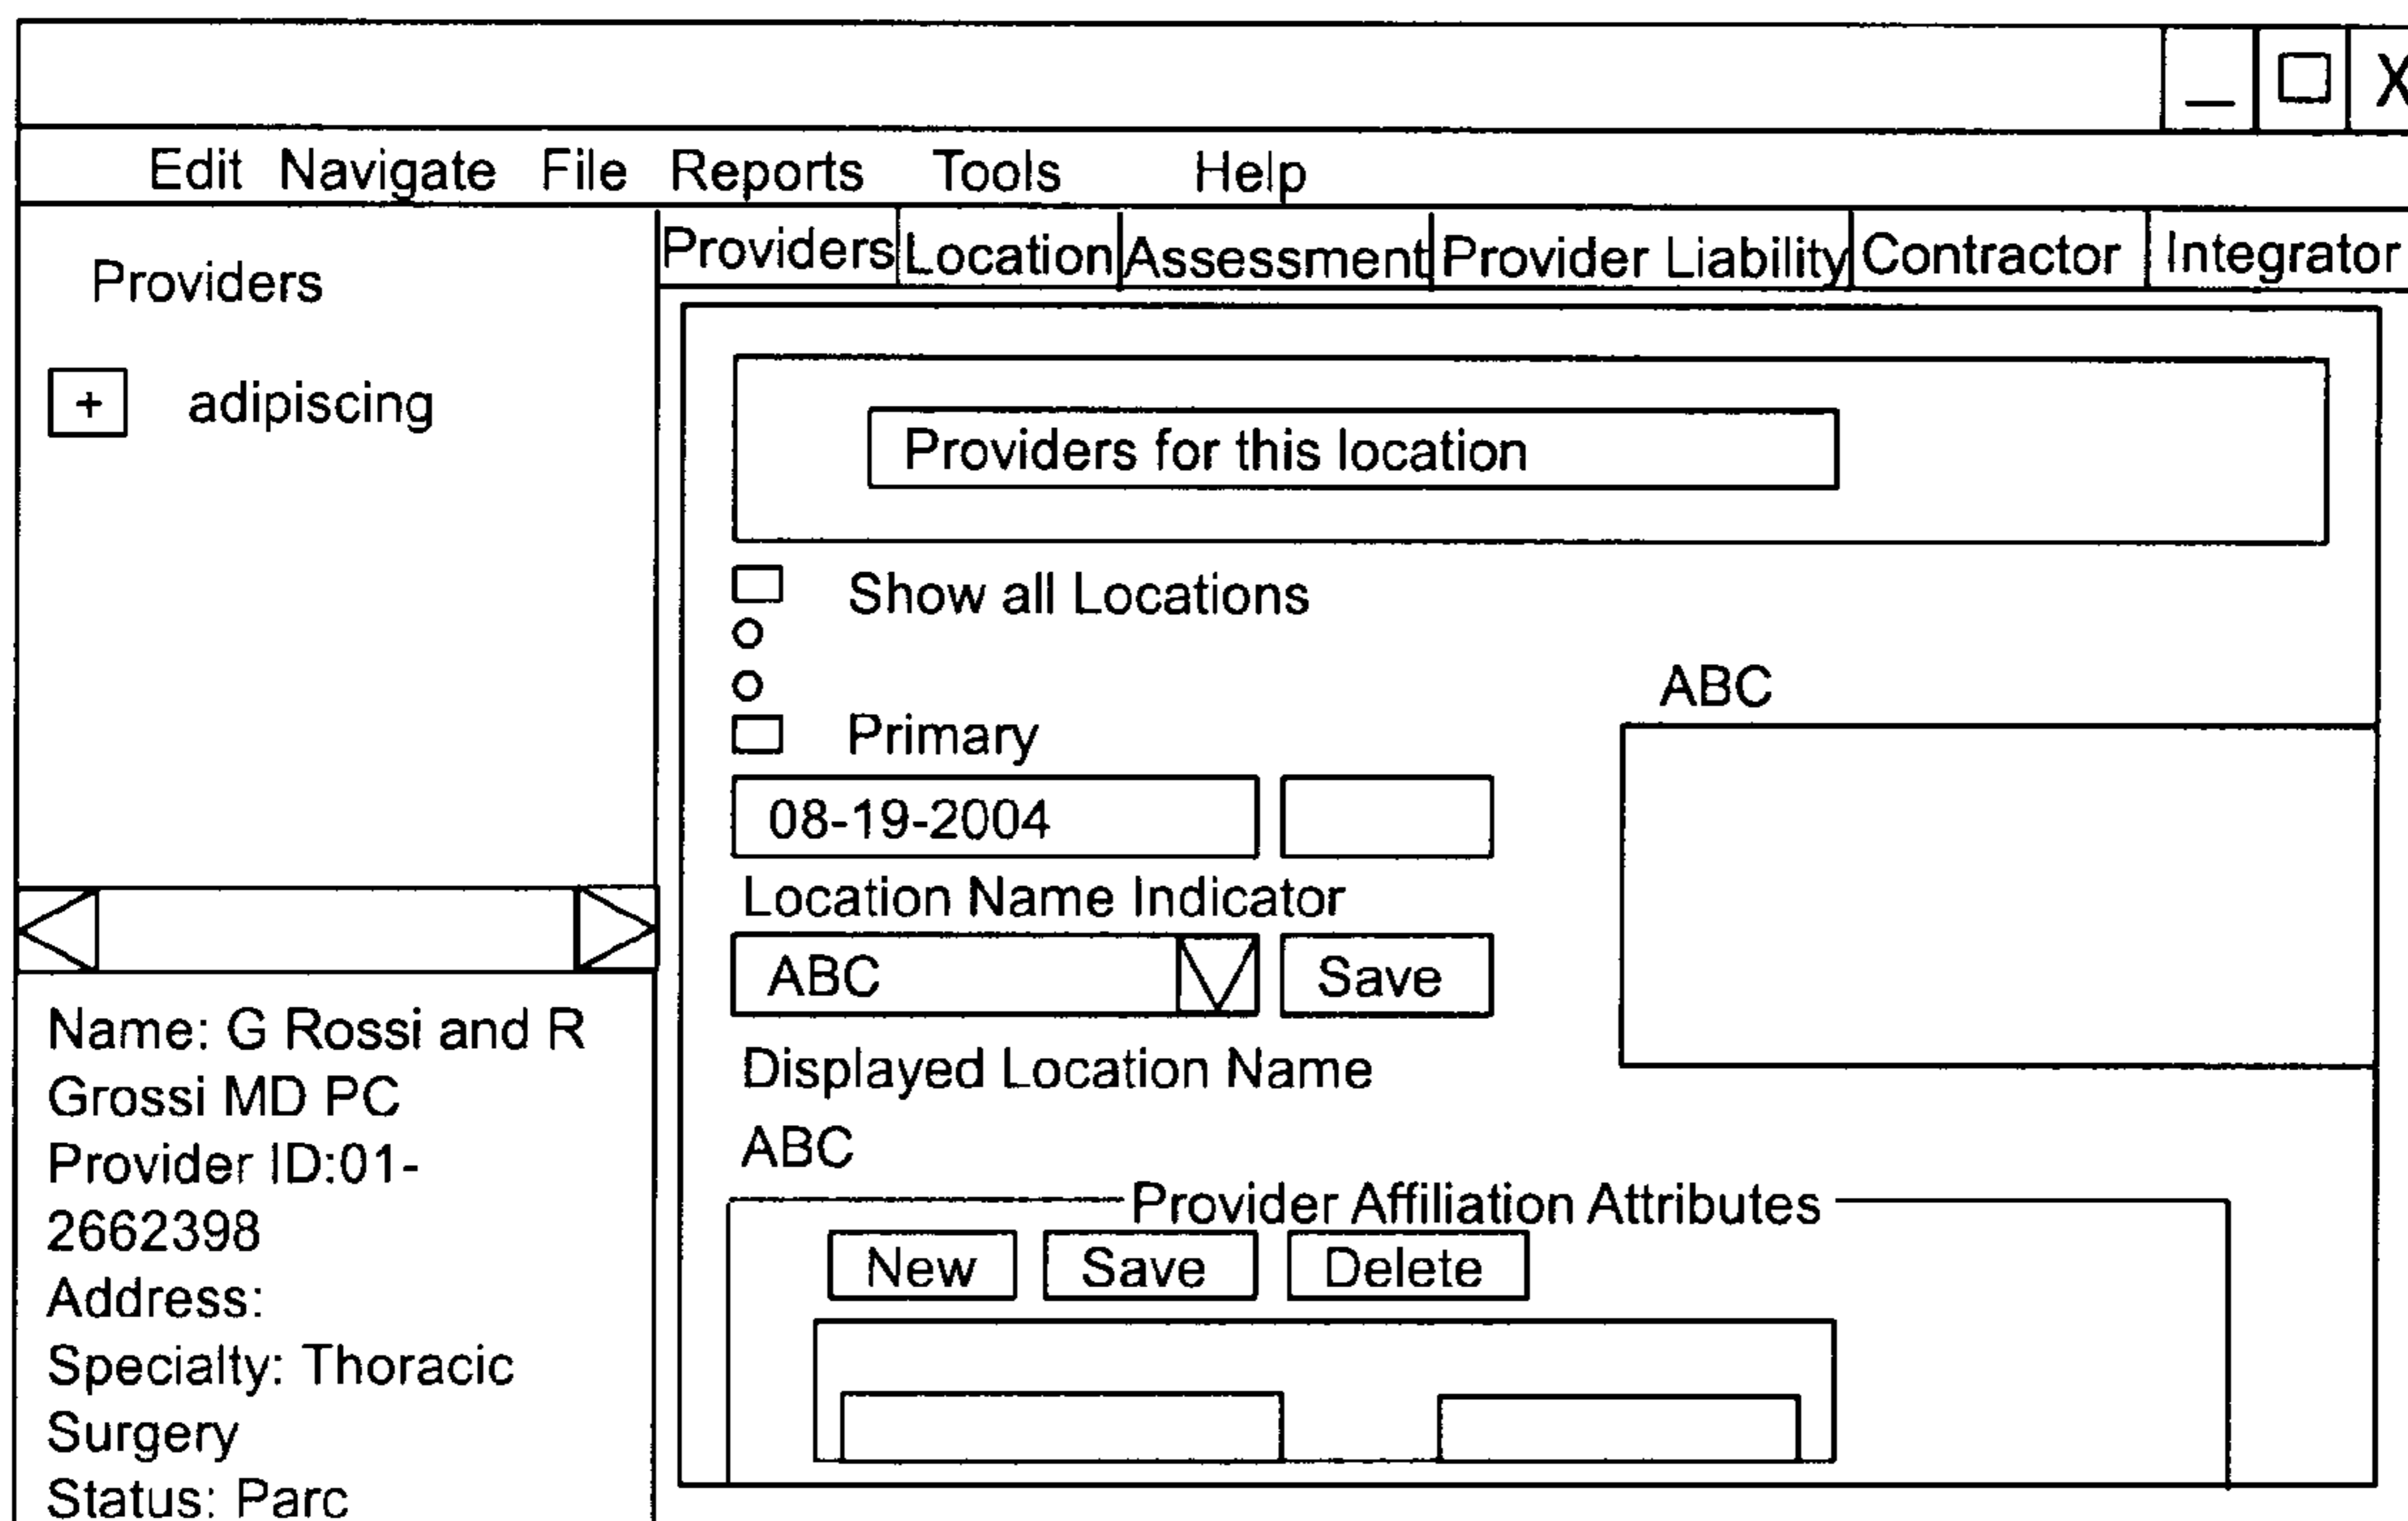 X
Edit Navigate File Reports Tools Help
Providers
+ adipiscing
Name: G Rossi and R
Grossi MD PC
Provider ID:01-
2662398
Address:
Specialty: Thoracic
Surgery
Status: Parc
Providers Location Assessment Provider Liability Contractor Integrator
Providers for this location
Show all Locations
Primary
08-19-2004
Location Name Indicator
ABC Save
Displayed Location Name
ABC
ABC
Provider Affiliation Attributes
New Save Delete